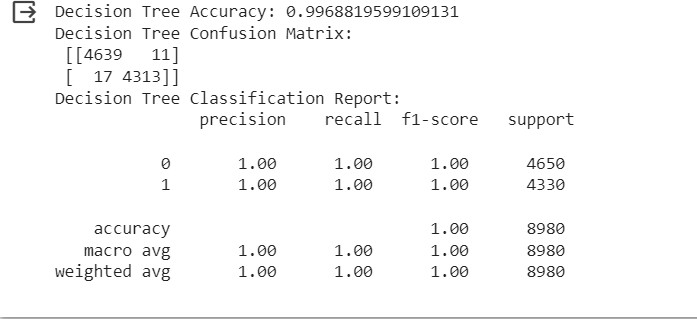 Decision Tree Accuracy: 0.9968819599109131
Decision Tree Confusion Matrix:
[[4639 11]
[ 17 4313]]
Decision Tree Classification Report:
precision recall f1-score support
0 1.00 1.00 1.00 4650
1 1.00 1.00 1.00 4330
accuracy 1.00 8980
macro avg 1.00 1.00 1.00 8980
weighted avg 1.00 1.00 1.00 8980